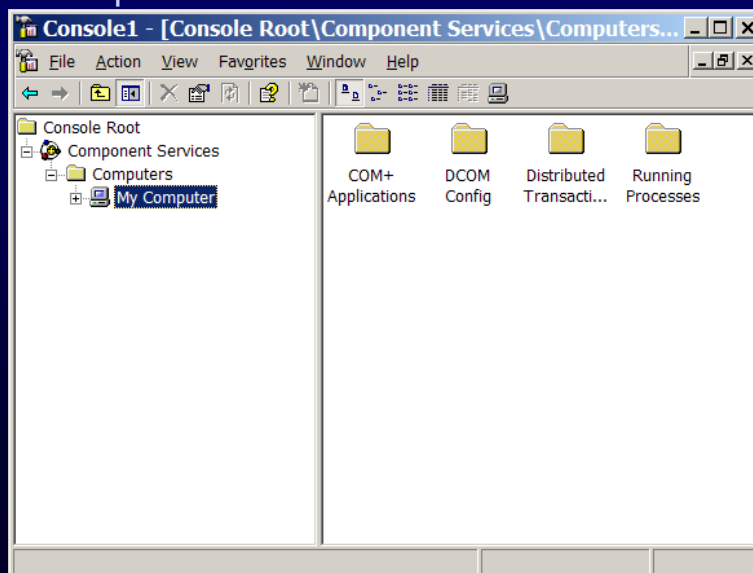 Console1 - [Console Root\Component Services\Computers...
File Action View Favorites Window Help
Console Root
Component Services
Computers
My Computer
COM+ Applications
DCOM Config
Distributed Transacti...
Running Processes